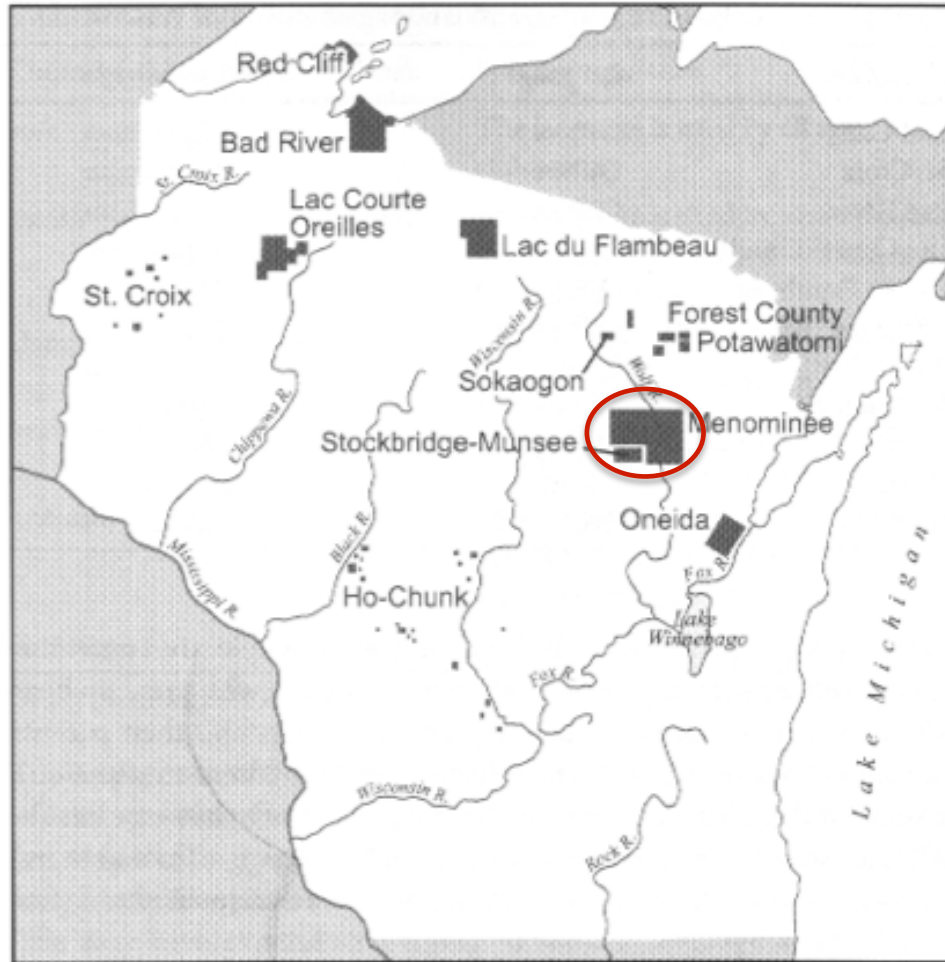 Red Cliff
Bad River
St. Croix R.
Lac Courte
Oreilles
Lac du Flambeau
St. Croix
Wisconsin R.
Forest County
Potawatomi
Sokaogon
Wolf R.
Menominee
Chippewa R.
Stockbridge-Munsee
Oneida
Black R.
Mississippi R.
Fox R.
Ho-Chunk
Lake
Winnebago
Fox R.
Lake Michigan
Wisconsin R.
Rock R.